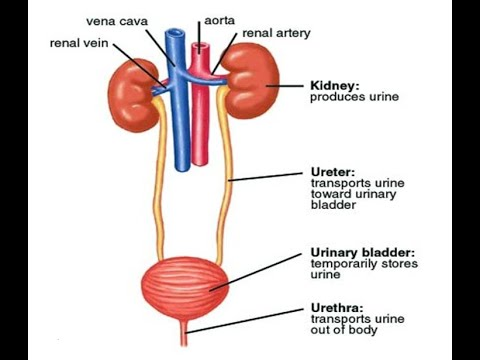 vena cava
aorta
renal vein
renal artery
Kidney:
produces urine
Ureter:
transports urine
toward urinary
bladder
Urinary bladder:
temporarily stores
urine
Urethra:
transports urine
out of body